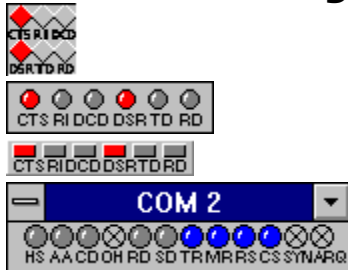 CTS RI DCD
DSR TD RD
CTS RI DCD DSR TD RD
CTS RI DCD DSR TD RD
COM 2
HS AA CD OH RD SD TR MR RS CS SYN ARQ